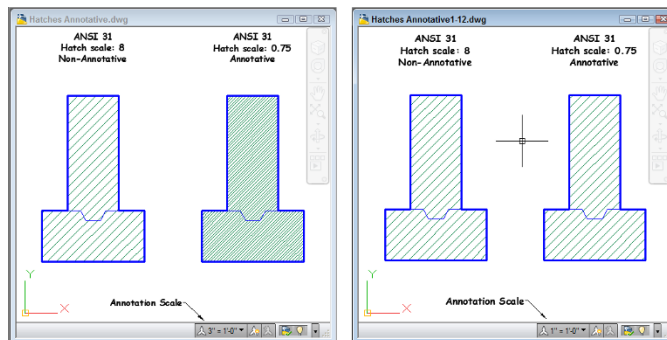 Hatches Annotative.dwg
ANSI 31
Hatch scale: 8
Non-Annotative
ANSI 31
Hatch scale: 0.75
Annotative
Y
X
Annotation Scale
3" = 1'-0"
Hatches Annotative1-12.dwg
ANSI 31
Hatch scale: 8
Non-Annotative
ANSI 31
Hatch scale: 0.75
Annotative
Y
X
Annotation Scale
1" = 1'-0"